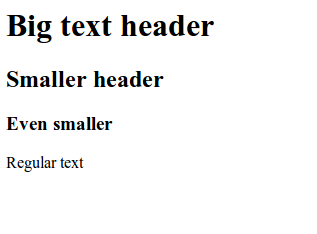 Big text header
Smaller header
Even smaller
Regular text